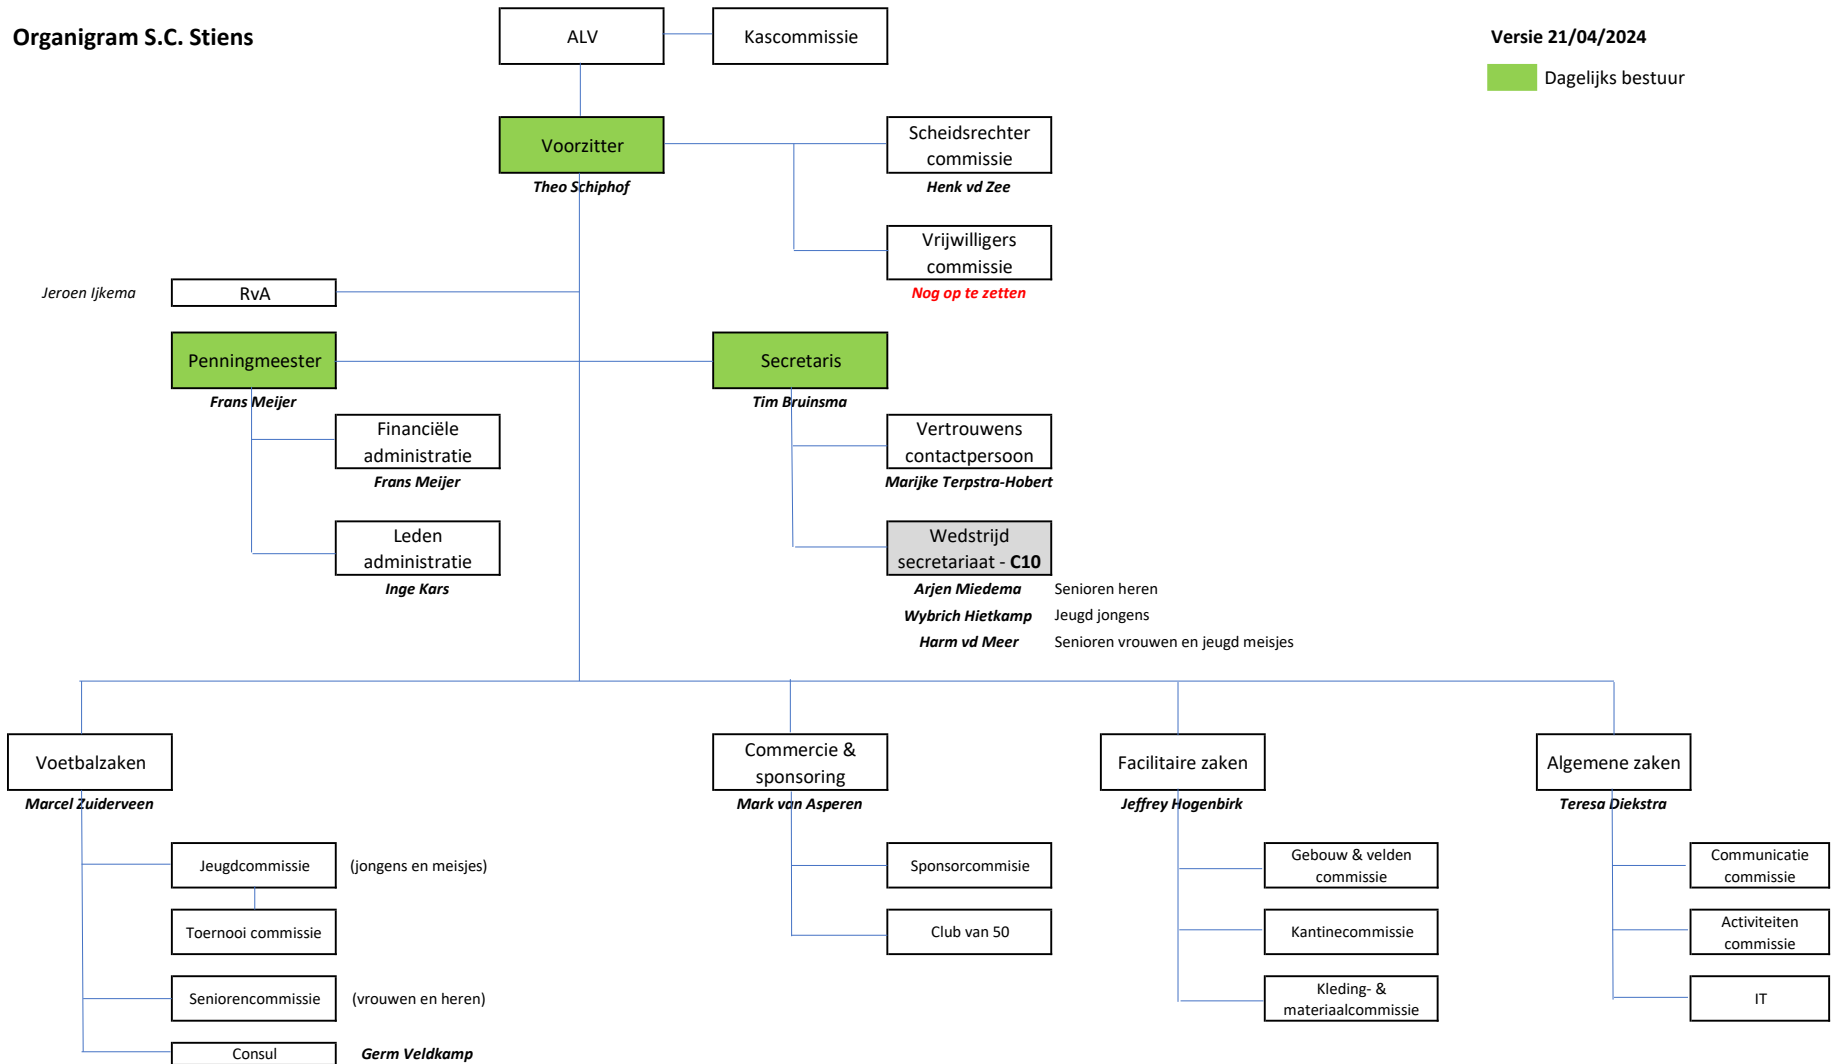 Organigram S.C. Stiens
ALV
Kascommissie
Versie 21/04/2024
Dagelijks bestuur
Voorzitter
Theo Schiphof
Scheidsrechter
commissie
Henk vd Zee
Vrijwilligers
commissie
Nog op te zetten
Jeroen Ijkema
RvA
Penningmeester
Frans Meijer
Secretaris
Tim Bruinsma
Financiële
administratie
Frans Meijer
Vertrouwens
contactpersoon
Marijke Terpstra-Hobert
Leden
administratie
Inge Kars
Wedstrijd
secretariaat - C10
Arjen Miedema Senioren heren
Wybrich Hietkamp Jeugd jongens
Harm vd Meer Senioren vrouwen en jeugd meisjes
Voetbalzaken
Marcel Zuiderveen
Commercie &
sponsoring
Mark van Asperen
Facilitaire zaken
Jeffrey Hogenbirk
Algemene zaken
Teresa Diekstra
Jeugdcommissie (jongens en meisjes)
Toernooi commissie
Seniorencommissie (vrouwen en heren)
Consul Germ Veldkamp
Sponsorcommisie
Club van 50
Gebouw & velden
commissie
Kantinecommissie
Kleding- &
materiaalcommissie
Communicatie
commissie
Activiteiten
commissie
IT